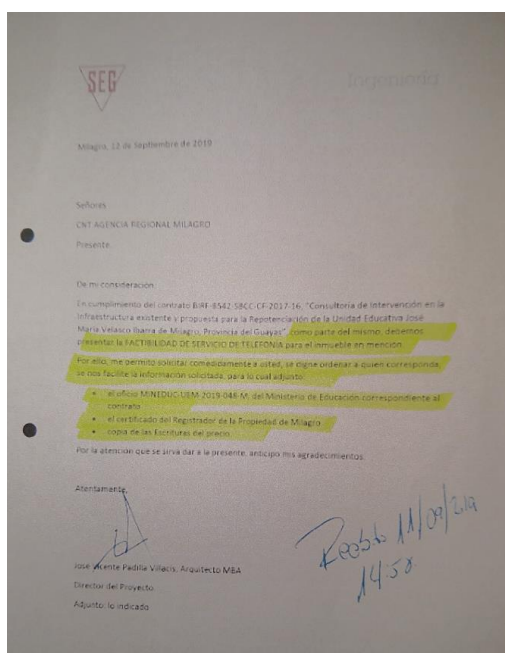 SEG
Milagro, 12 de Septiembre de 2019
Señores
CNT AGENCIA REGIONAL MILAGRO
Presente.
De mi consideración:
En cumplimiento del contrato BIRF-8542-SBCC-CF-2017-16, "Consultoría de Intervención en la
Infraestructura existente y propuesta para la Repotenciación de la Unidad Educativa José
María Velasco Ibarra de Milagro, Provincia del Guayas", como parte del mismo, debemos
presentar la FACTIBILIDAD DE SERVICIO DE TELEFONÍA para el inmueble en mención.
Por ello, me permito solicitar comedidamente a usted, se digne ordenar a quien corresponda,
se nos facilite la información solicitada, para lo cual adjunto:
• el oficio MINEDUC-UEM-2019-046-M, del Ministerio de Educación correspondiente al
contrato
• el certificado del Registrador de la Propiedad de Milagro
• copia de las Escrituras del precio.
Por la atención que se sirva dar a la presente, anticipo mis agradecimientos.
Atentamente,
José Vicente Padilla Villacís, Arquitecto MBA
Director del Proyecto
Adjunto: lo indicado
Recibido 11/09/2019
14:58